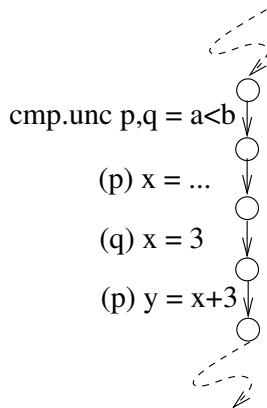 cmp.unc p,q = a<b
(p) x = ...
(q) x = 3
(p) y = x+3